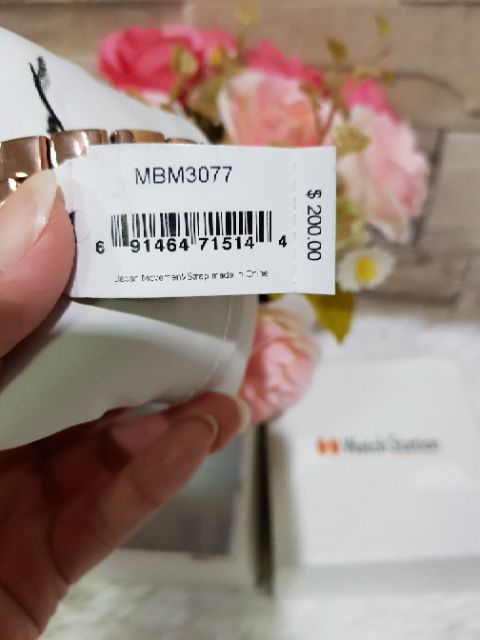 MBM3077
$ 200.00
6 91464 71514 4
Japan Movement/Strap made in China
Watch Station